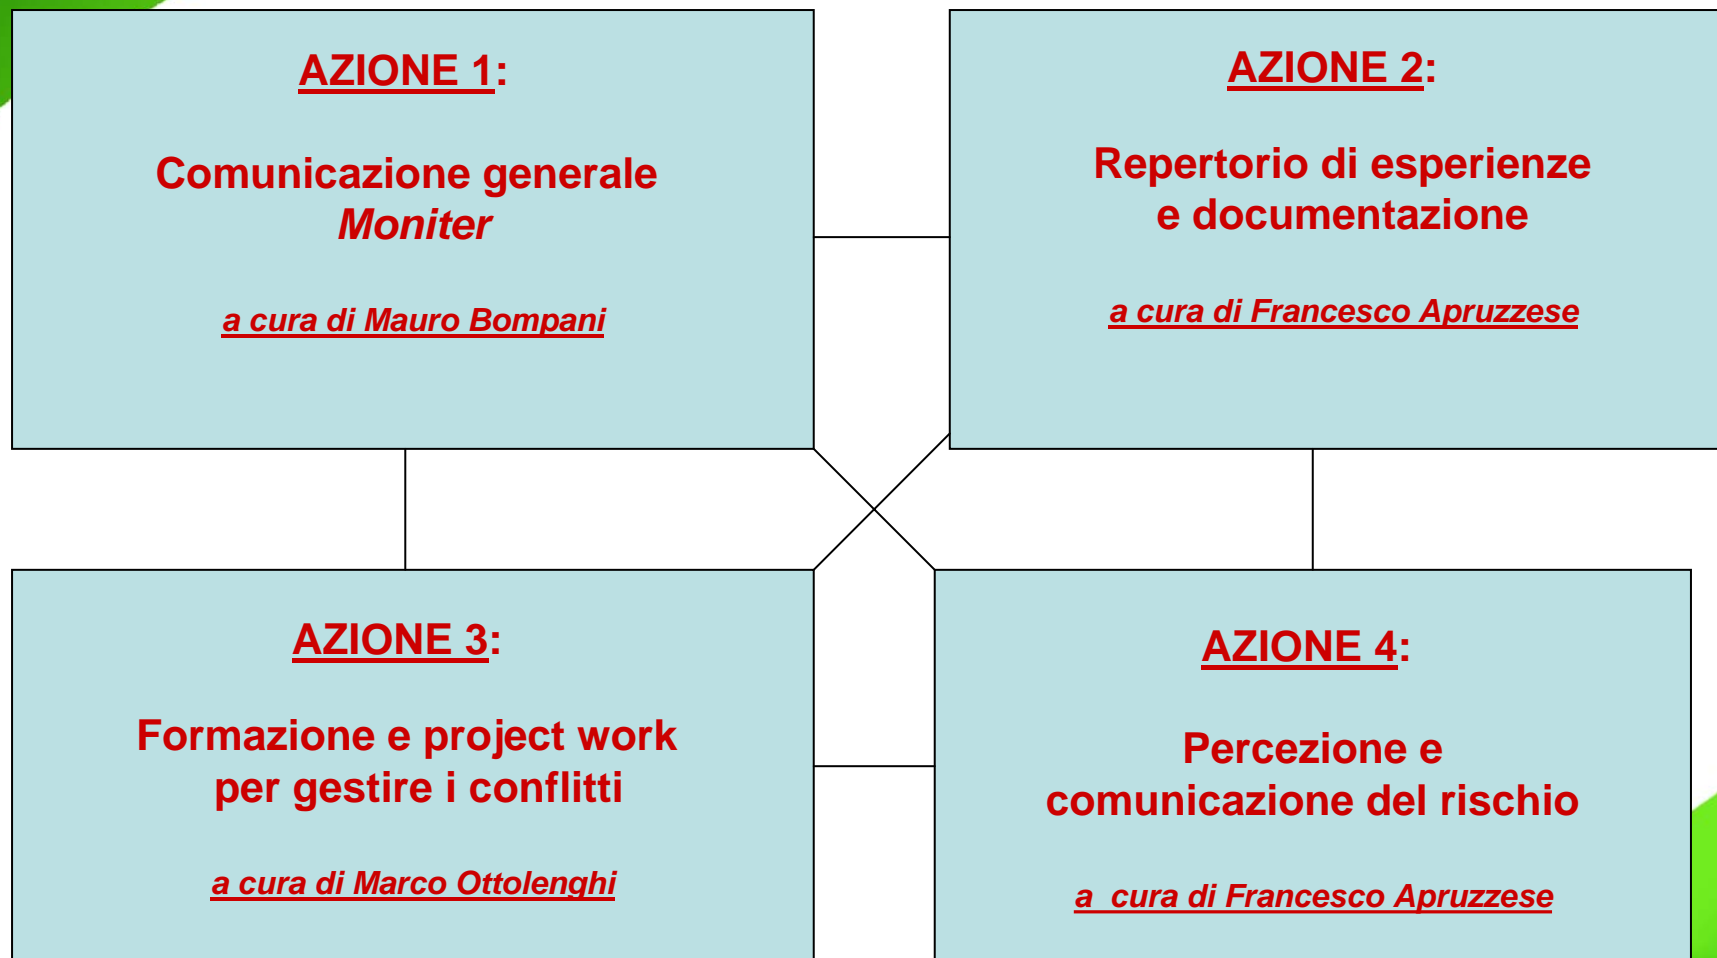 AZIONE 1:
Comunicazione generale
Moniter
a cura di Mauro Bompani
AZIONE 2:
Repertorio di esperienze
e documentazione
a cura di Francesco Apruzzese
AZIONE 3:
Formazione e project work
per gestire i conflitti
a cura di Marco Ottolenghi
AZIONE 4:
Percezione e
comunicazione del rischio
a cura di Francesco Apruzzese